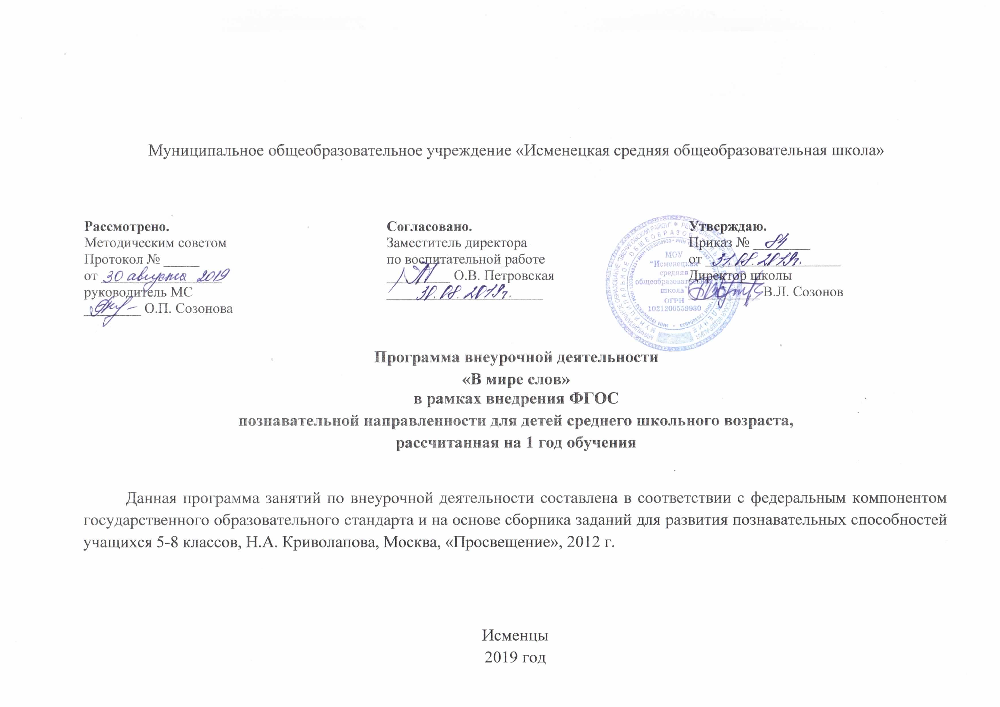 Муниципальное общеобразовательное учреждение «Исменецкая средняя общеобразовательная школа»
Рассмотрено.
Методическим советом
Протокол № _____
от 30 августа 2019
руководитель МС
________ О.П. Созонова
Согласовано.
Заместитель директора
по воспитательной работе
_________ О.В. Петровская
30.08.2019г.
Утверждаю.
Приказ № 84
от 31.08.2019г.
Директор школы
__________ В.Л. Созонов
МОУ
"Исменецкая
средняя
общеобразовательная
школа"
ОГРН
1021200559930
Программа внеурочной деятельности
«В мире слов»
в рамках внедрения ФГОС
познавательной направленности для детей среднего школьного возраста,
рассчитанная на 1 год обучения
Данная программа занятий по внеурочной деятельности составлена в соответствии с федеральным компонентом
государственного образовательного стандарта и на основе сборника заданий для развития познавательных способностей
учащихся 5-8 классов, Н.А. Криволапова, Москва, «Просвещение», 2012 г.
Исменцы
2019 год